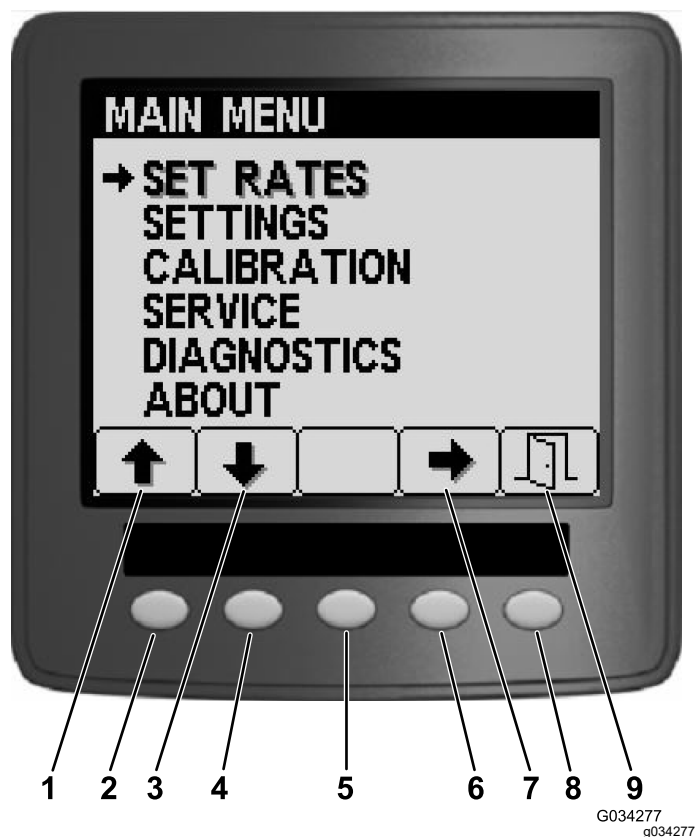 MAIN MENU
SET RATES
SETTINGS
CALIBRATION
SERVICE
DIAGNOSTICS
ABOUT
1 2 3 4 5 6 7 8 9
G034277
g034277